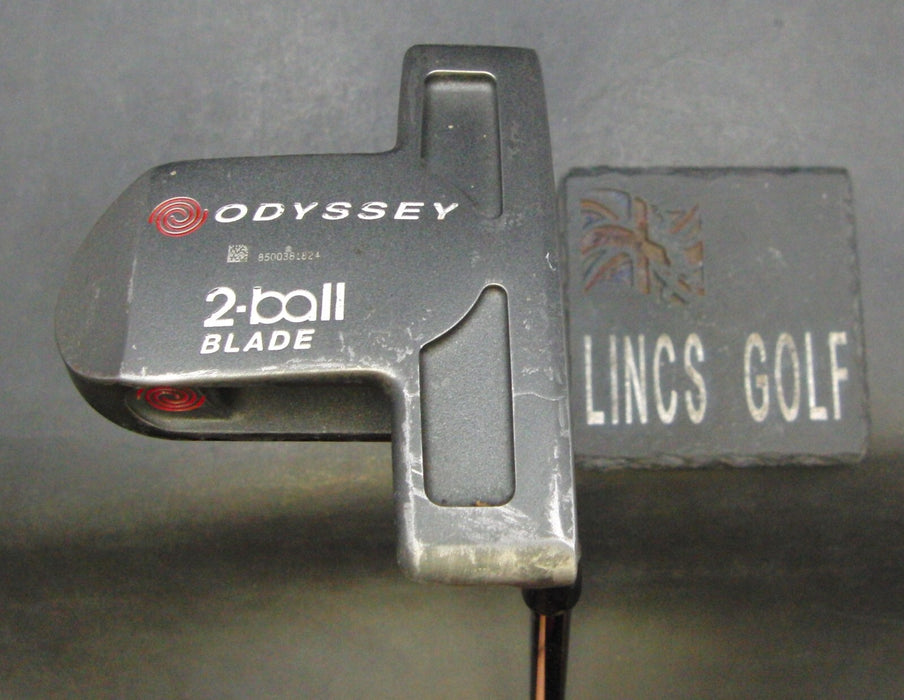 ODYSSEY
8500381824
2-ball
BLADE
LINCS GOLF